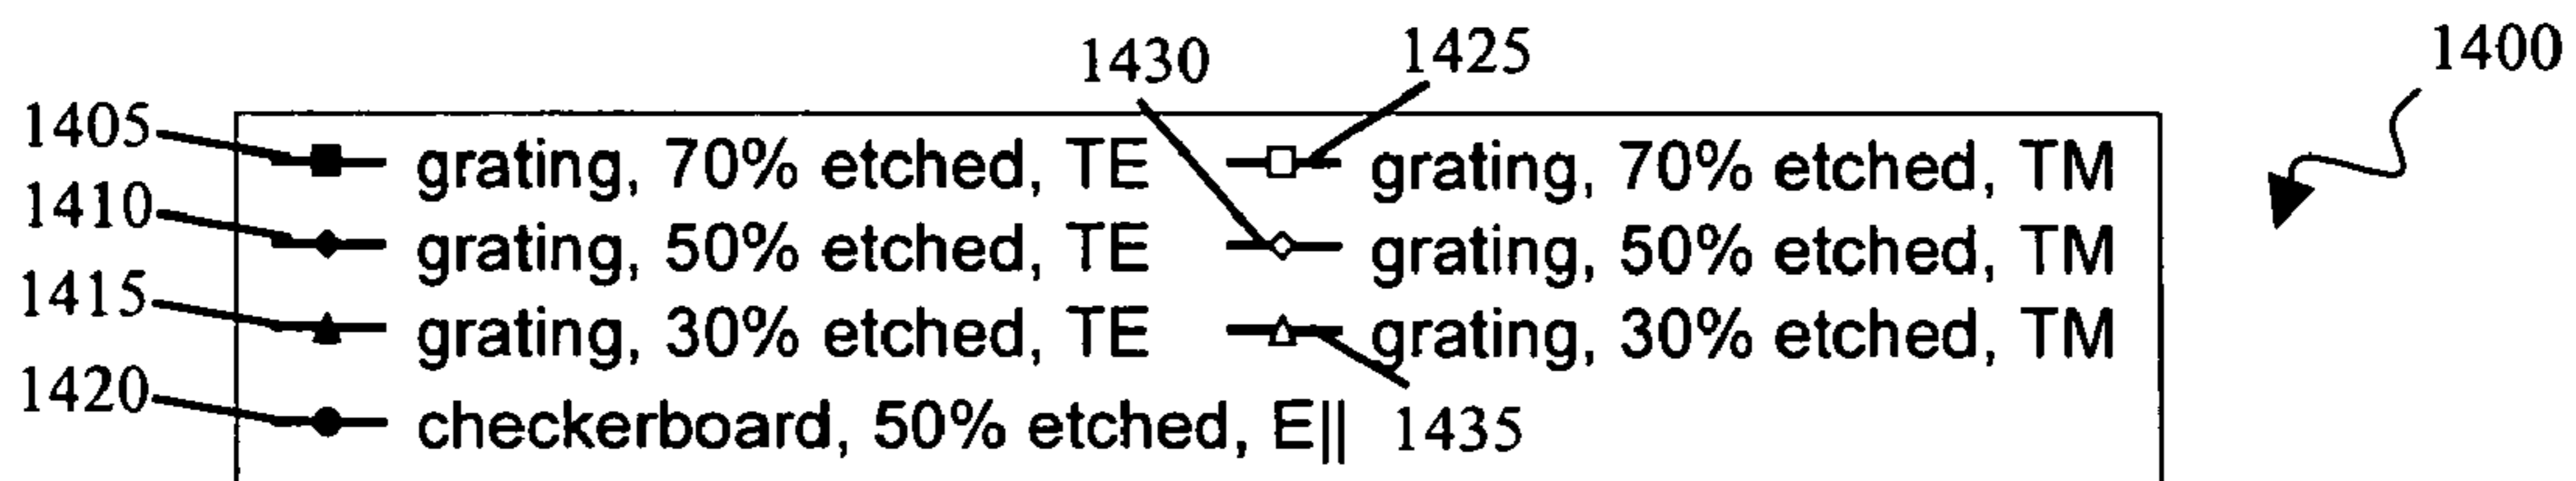 1430 1425 1400
1405 grating, 70% etched, TE grating, 70% etched, TM
1410 grating, 50% etched, TE grating, 50% etched, TM
1415 grating, 30% etched, TE grating, 30% etched, TM
1420 checkerboard, 50% etched, E|| 1435